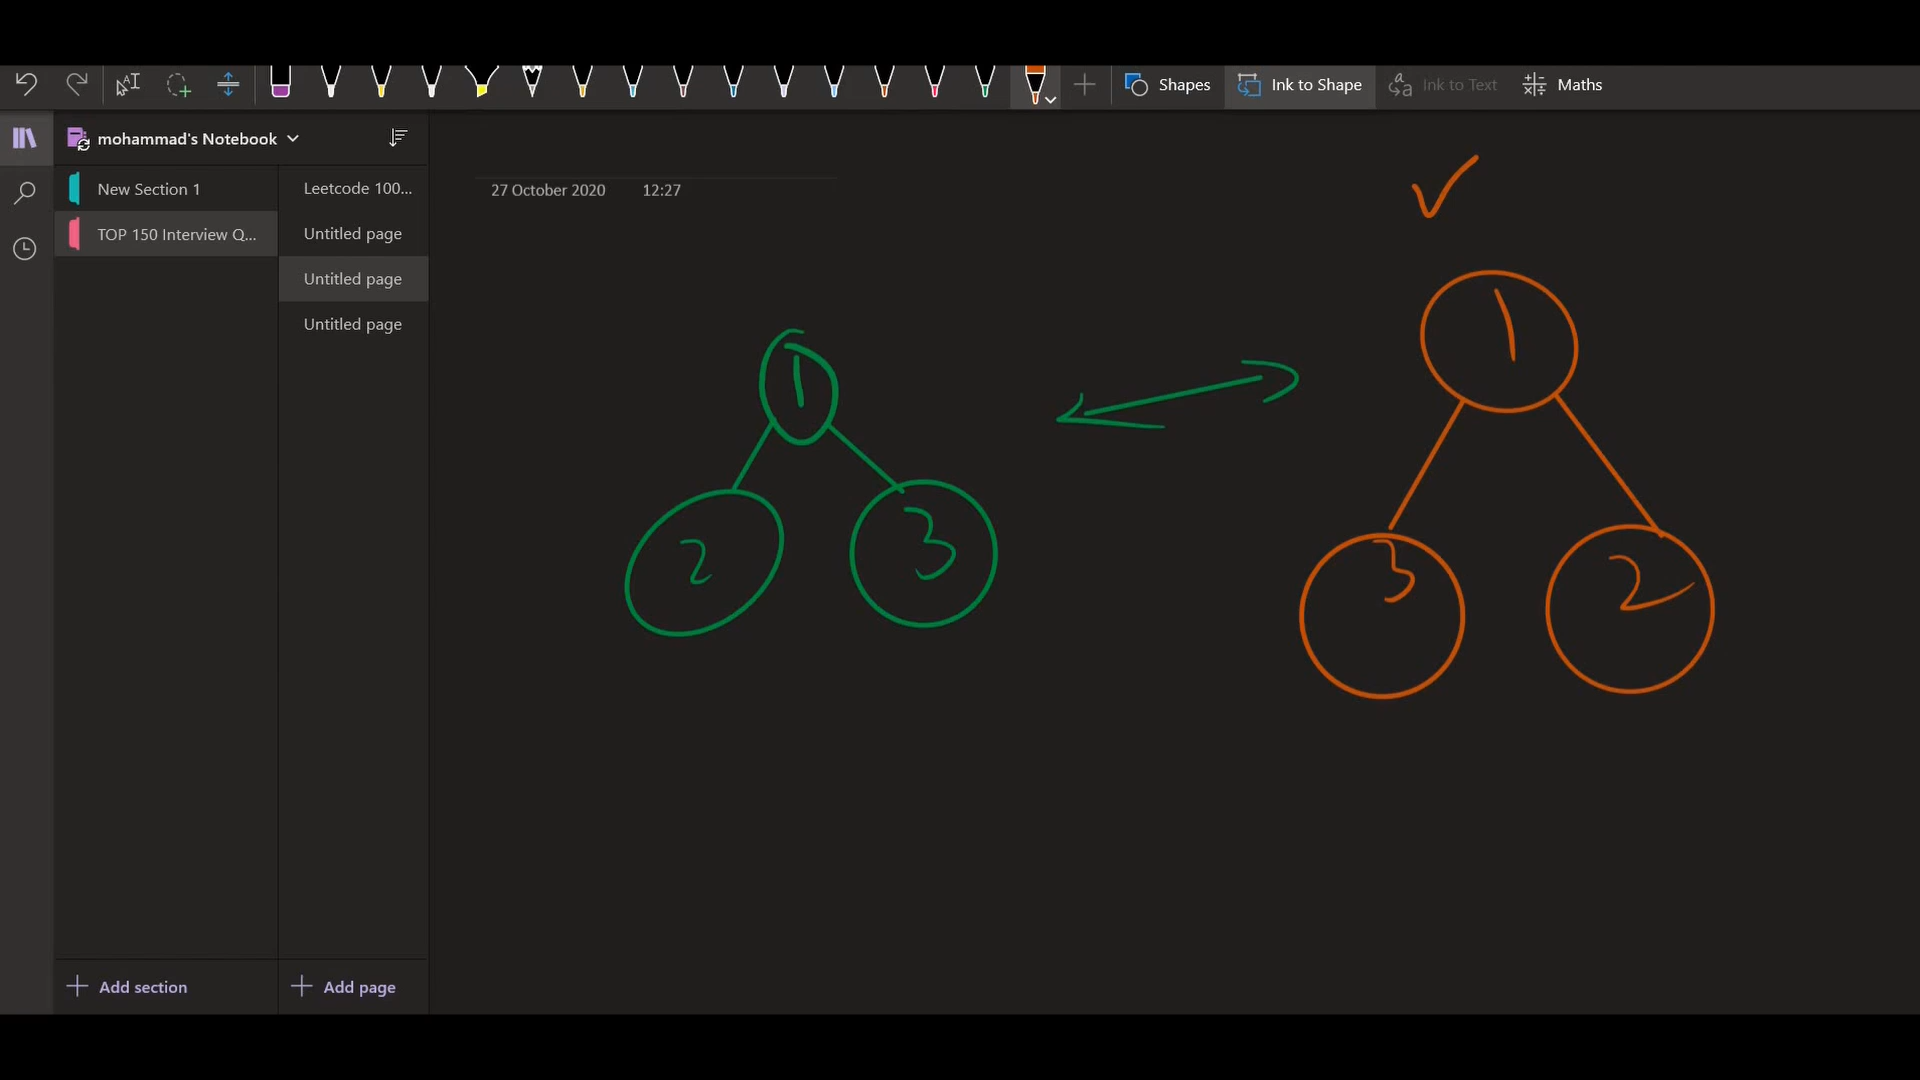 Shapes
Ink to Shape
Ink to Text
Maths
mohammad's Notebook
New Section 1
TOP 150 Interview Q...
Leetcode 100...
Untitled page
Untitled page
Untitled page
27 October 2020 12:27
1
2 3
1
3 2
Add section
Add page